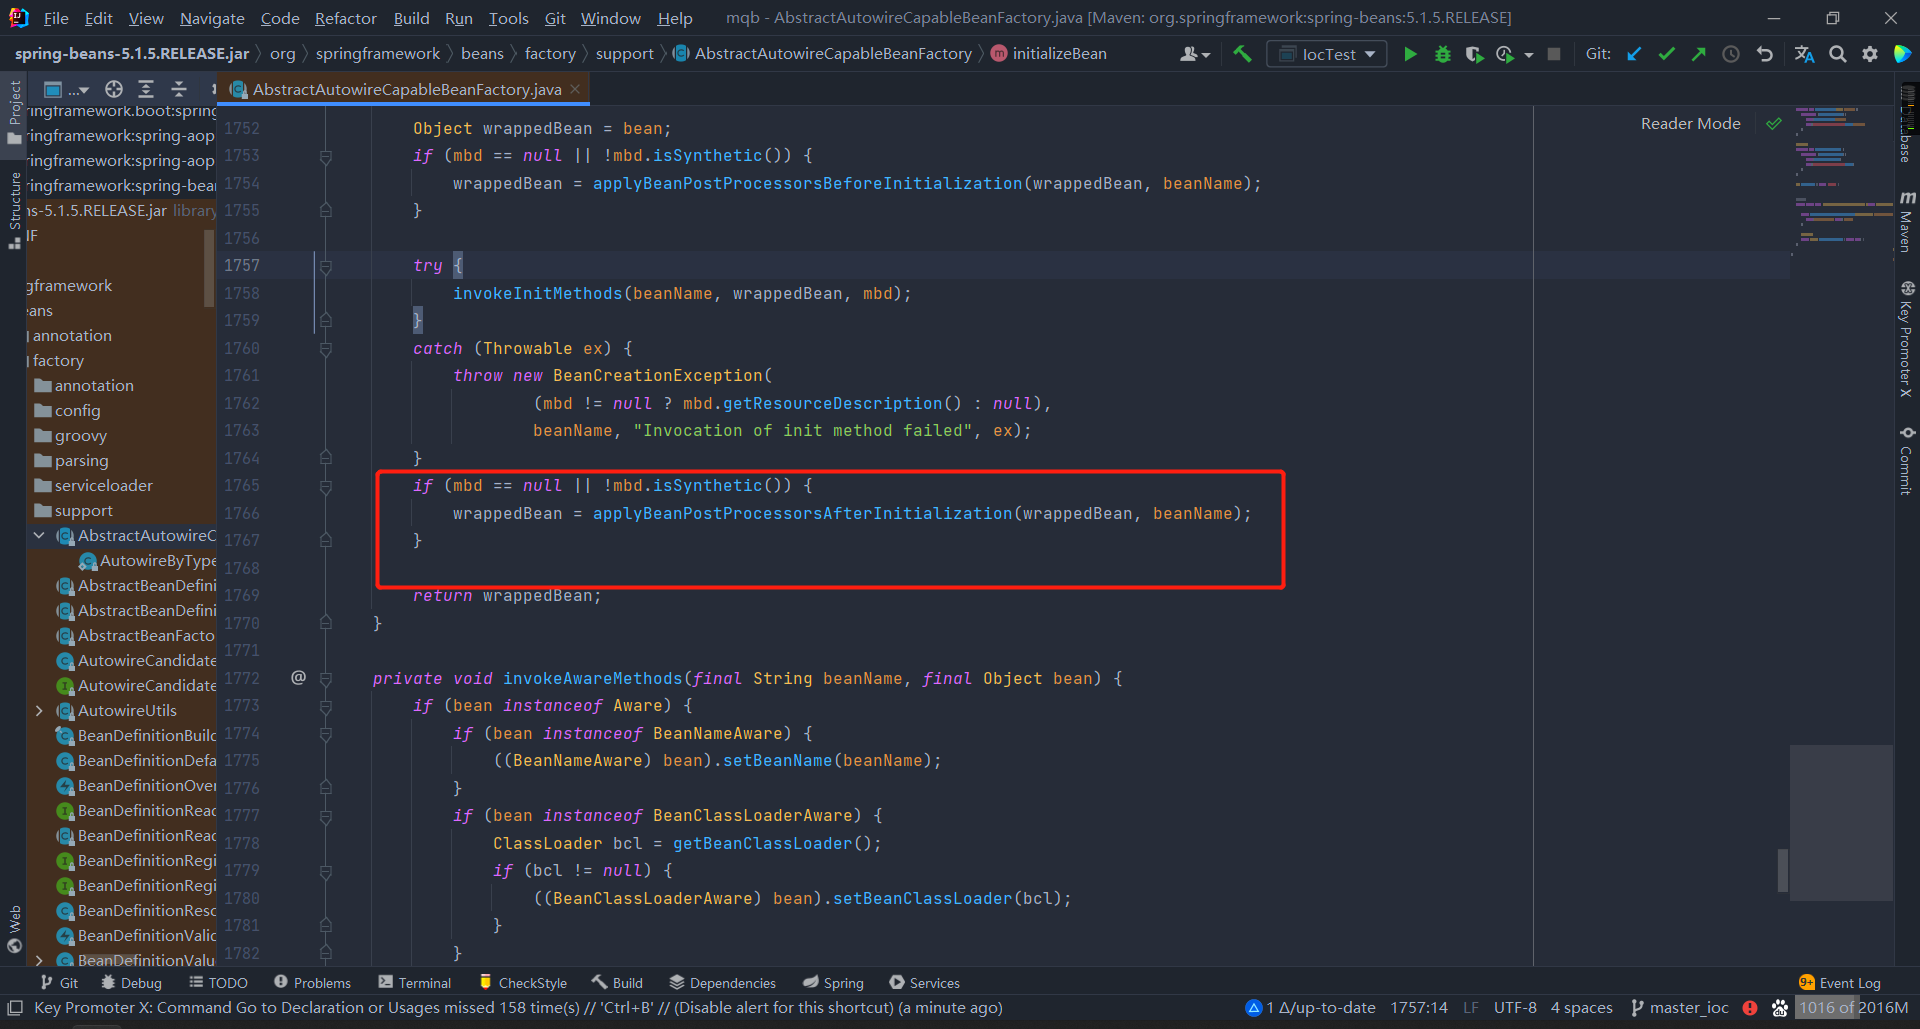 File Edit View Navigate Code Refactor Build Run Tools Git Window Help mqb - AbstractAutowireCapableBeanFactory.java [Maven: org.springframework:spring-beans:5.1.5.RELEASE]
spring-beans-5.1.5.RELEASE.jar org springframework beans factory support AbstractAutowireCapableBeanFactory m initializeBean IocTest Git:
... AbstractAutowireCapableBeanFactory.java
Project
Structure
Web
ringframework.boot:spring
ringframework:spring-aop
ringframework:spring-aop
ringframework:spring-bear
ns-5.1.5.RELEASE.jar library
IF
gframework
eans
annotation
factory
annotation
config
groovy
parsing
serviceloader
support
AbstractAutowireC
AutowireByType
AbstractBeanDefini
AbstractBeanDefini
AbstractBeanFacto
AutowireCandidate
AutowireCandidate
AutowireUtils
BeanDefinitionBuild
BeanDefinitionDefa
BeanDefinitionOver
BeanDefinitionReac
BeanDefinitionReac
BeanDefinitionRegi
BeanDefinitionRegi
BeanDefinitionResc
BeanDefinitionValic
BeanDefinitionValu
Reader Mode
1752 Object wrappedBean = bean;
1753 if (mbd == null || !mbd.isSynthetic()) {
1754 wrappedBean = applyBeanPostProcessorsBeforeInitialization(wrappedBean, beanName);
1755 }
1756
1757 try {
1758 invokeInitMethods(beanName, wrappedBean, mbd);
1759 }
1760 catch (Throwable ex) {
1761 throw new BeanCreationException(
1762 (mbd != null ? mbd.getResourceDescription() : null),
1763 beanName, "Invocation of init method failed", ex);
1764 }
1765 if (mbd == null || !mbd.isSynthetic()) {
1766 wrappedBean = applyBeanPostProcessorsAfterInitialization(wrappedBean, beanName);
1767 }
1768
1769 return wrappedBean;
1770 }
1771
1772 @ private void invokeAwareMethods(final String beanName, final Object bean) {
1773 if (bean instanceof Aware) {
1774 if (bean instanceof BeanNameAware) {
1775 ((BeanNameAware) bean).setBeanName(beanName);
1776 }
1777 if (bean instanceof BeanClassLoaderAware) {
1778 ClassLoader bcl = getBeanClassLoader();
1779 if (bcl != null) {
1780 ((BeanClassLoaderAware) bean).setBeanClassLoader(bcl);
1781 }
1782 }
Maven
Key Promoter X
Commit
Git Debug TODO Problems Terminal CheckStyle Build Dependencies Spring Services 9+ Event Log
Key Promoter X: Command Go to Declaration or Usages missed 158 time(s) // 'Ctrl+B' // (Disable alert for this shortcut) (a minute ago) 1 Δ/up-to-date 1757:14 LF UTF-8 4 spaces master_ioc 1016 of 2016M